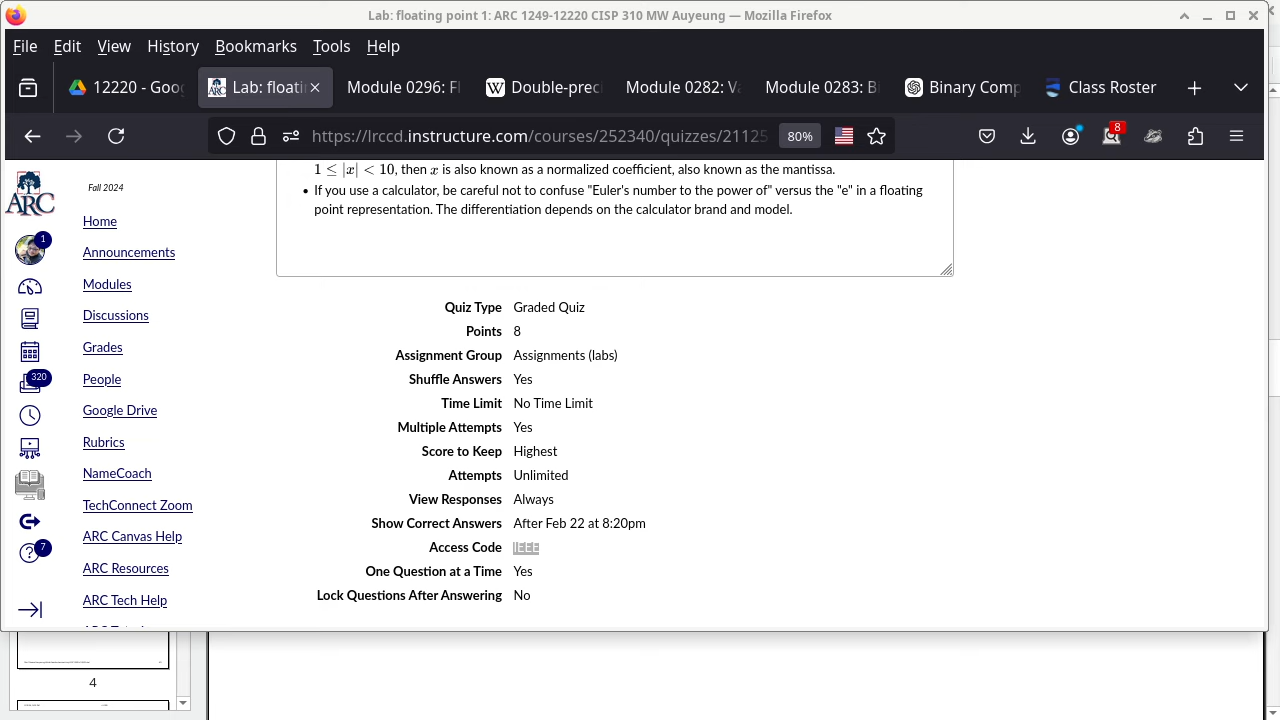 Lab: floating point 1: ARC 1249-12220 CISP 310 MW Auyeung — Mozilla Firefox
File Edit View History Bookmarks Tools Help
12220 - Goo Lab: floati Module 0296: Fl Double-prec Module 0282: Va Module 0283: Bi Binary Comp Class Roster
https://lrccd.instructure.com/courses/252340/quizzes/21125 80% 8
1 ≤ |x| < 10, then x is also known as a normalized coefficient, also known as the mantissa.
• If you use a calculator, be careful not to confuse "Euler's number to the power of" versus the "e" in a floating
point representation. The differentiation depends on the calculator brand and model.
ARC
1
320
7
Fall 2024
Home
Announcements
Modules
Discussions
Grades
People
Google Drive
Rubrics
NameCoach
TechConnect Zoom
ARC Canvas Help
ARC Resources
ARC Tech Help
Quiz Type Graded Quiz
Points 8
Assignment Group Assignments (labs)
Shuffle Answers Yes
Time Limit No Time Limit
Multiple Attempts Yes
Score to Keep Highest
Attempts Unlimited
View Responses Always
Show Correct Answers After Feb 22 at 8:20pm
Access Code IEEE
One Question at a Time Yes
Lock Questions After Answering No
4